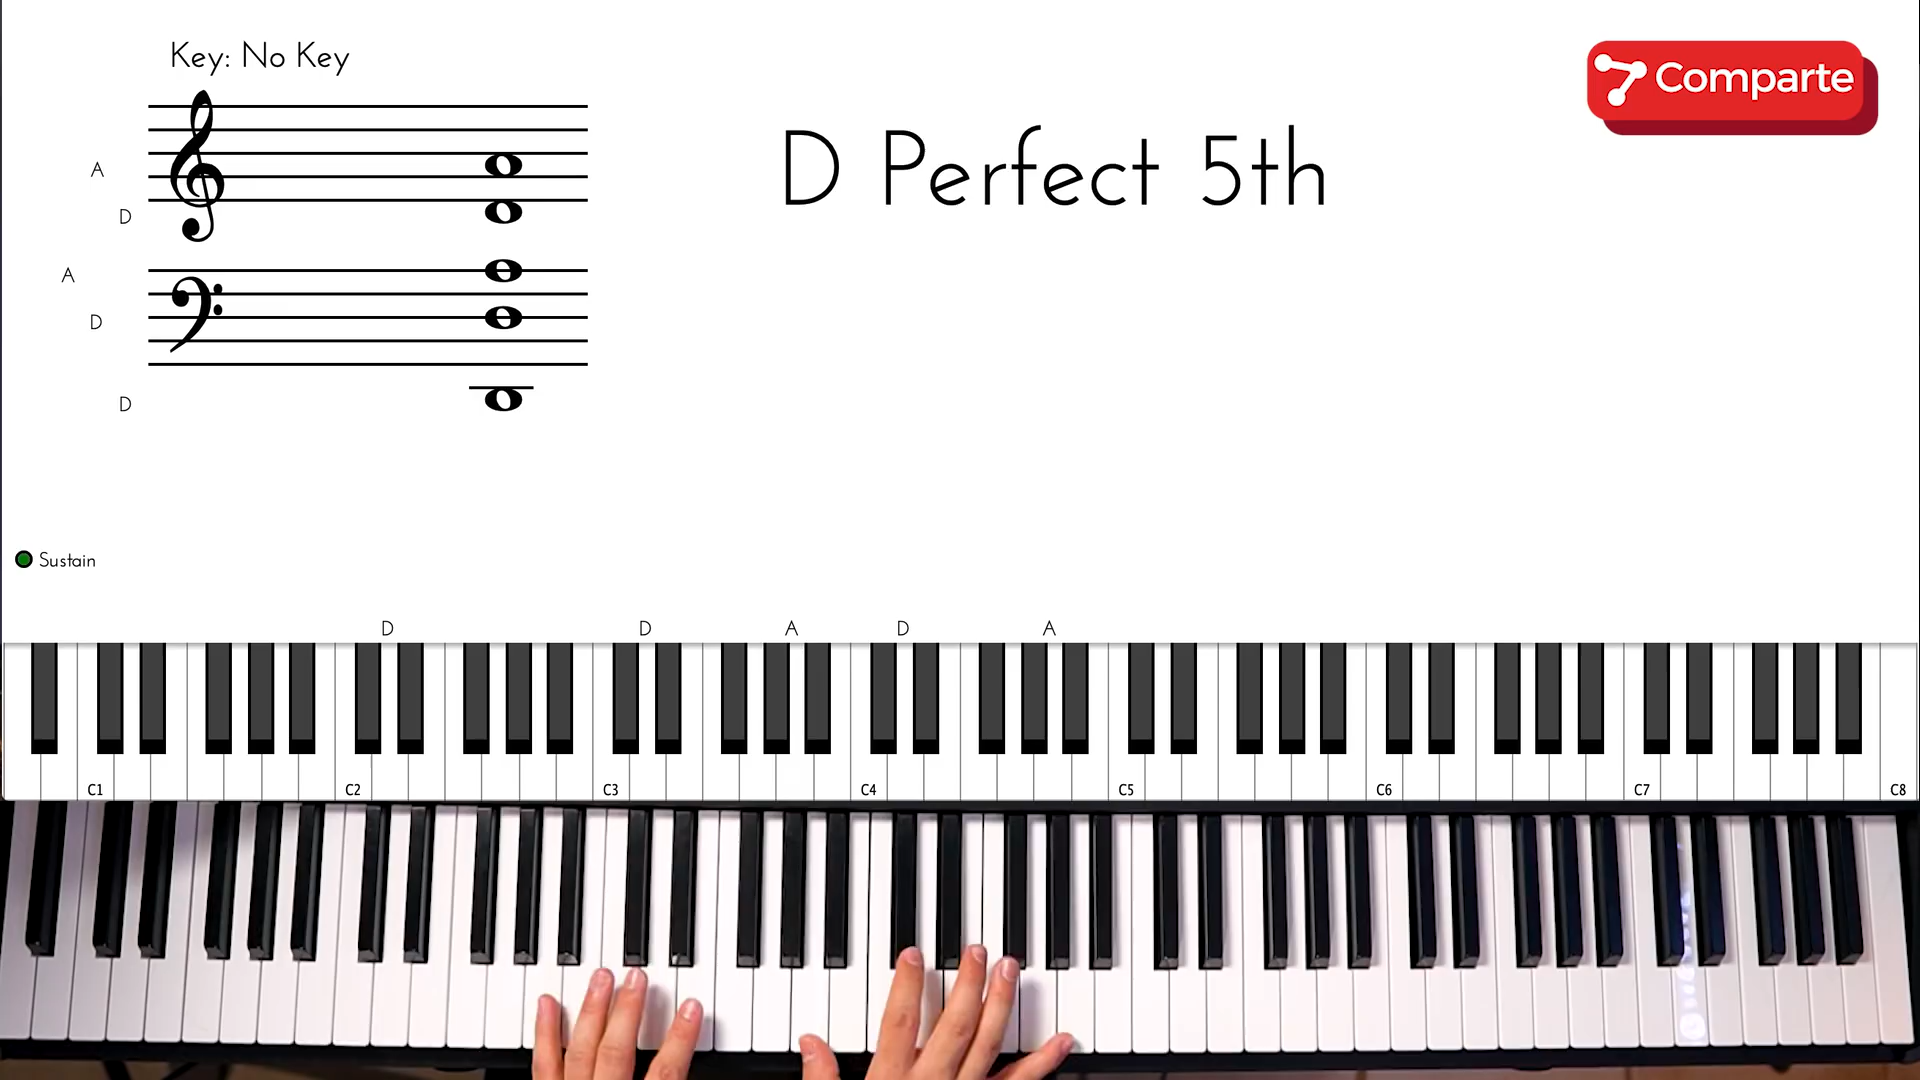 Key: No Key
Comparte
D Perfect 5th
A
D
A
D
D
Sustain
D D A D A
C1 C2 C3 C4 C5 C6 C7 C8